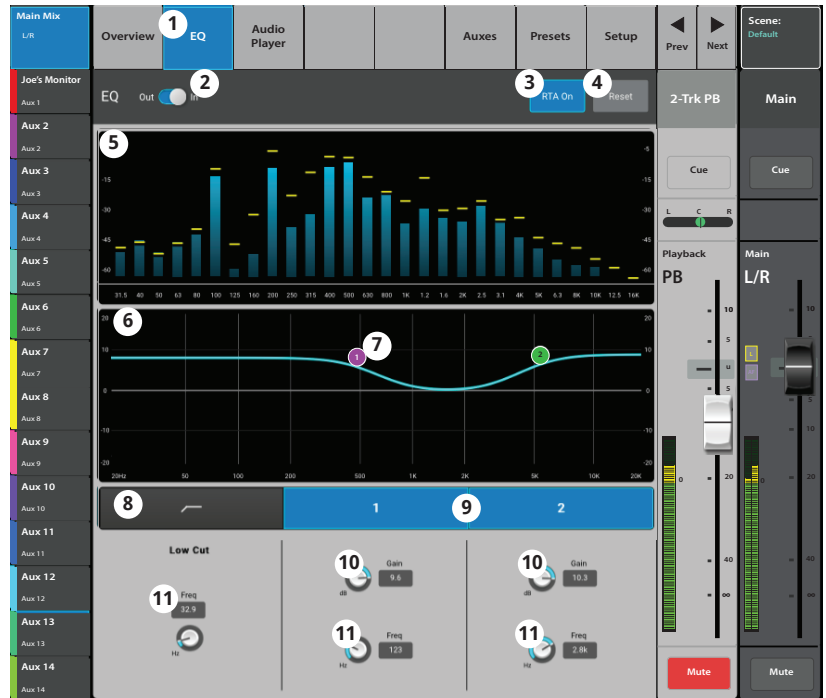 Main Mix
L/R
Overview
1
EQ
Audio
Player
Auxes
Presets
Setup
Prev
Next
Scene:
Default
Joe's Monitor
Aux 1
Aux 2
Aux 2
Aux 3
Aux 3
Aux 4
Aux 4
Aux 5
Aux 5
Aux 6
Aux 6
Aux 7
Aux 7
Aux 8
Aux 8
Aux 9
Aux 9
Aux 10
Aux 10
Aux 11
Aux 11
Aux 12
Aux 12
Aux 13
Aux 13
Aux 14
Aux 14
EQ
Out
2
In
3
RTA On
4
Reset
5
-5
-15
-15
-30
-30
-45
-45
-60
-60
31.5 40 50 63 80 100 125 160 200 250 315 400 500 630 800 1K 1.2 1.6 2K 2.5 3.1 4K 5K 6.3 8K 10K 12.5 16K
20
6
20
10
7
10
1
2
0
0
-10
-10
-20
-20
20Hz 50 100 200 500 1K 2K 5K 10K 20K
8
1
9
2
Low Cut
11
Freq
32.9
Hz
10
Gain
9.6
dB
11
Freq
123
Hz
10
Gain
10.3
dB
11
Freq
2.8k
Hz
2-Trk PB
Cue
L C R
Playback
PB
10
5
u
5
0
20
40
∞
Mute
Main
Cue
Main
L/R
10
L
5
10
0
20
40
∞
Mute